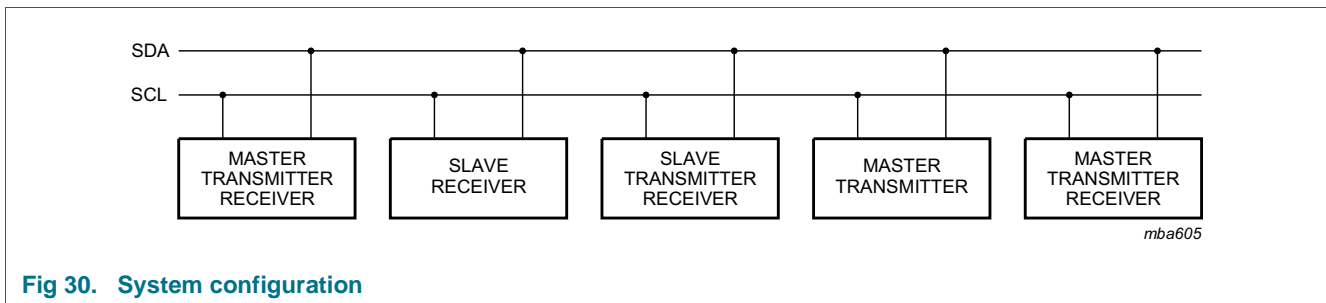 SDA
SCL
MASTER
TRANSMITTER
RECEIVER
SLAVE
RECEIVER
SLAVE
TRANSMITTER
RECEIVER
MASTER
TRANSMITTER
MASTER
TRANSMITTER
RECEIVER
mba605
Fig 30. System configuration